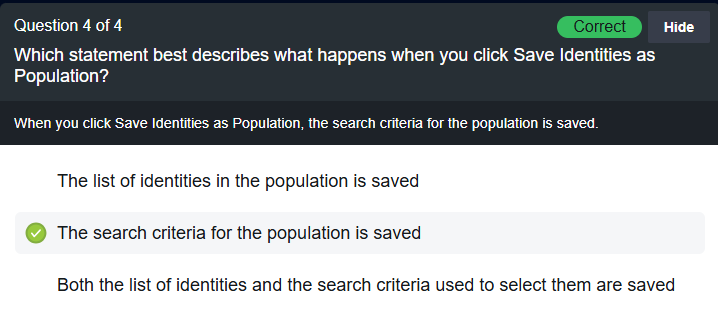 Question 4 of 4
Correct
Hide
Which statement best describes what happens when you click Save Identities as
Population?
When you click Save Identities as Population, the search criteria for the population is saved.
The list of identities in the population is saved
The search criteria for the population is saved
Both the list of identities and the search criteria used to select them are saved